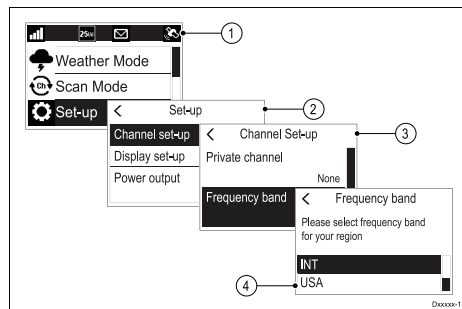 25W
1
Weather Mode
Ch
Scan Mode
Set-up
< Set-up
2
Channel set-up
Display set-up
Power output
< Channel Set-up
3
Private channel
None
Frequency band
< Frequency band
Please select frequency band
for your region
INT
USA
4
Dxxxxx-1